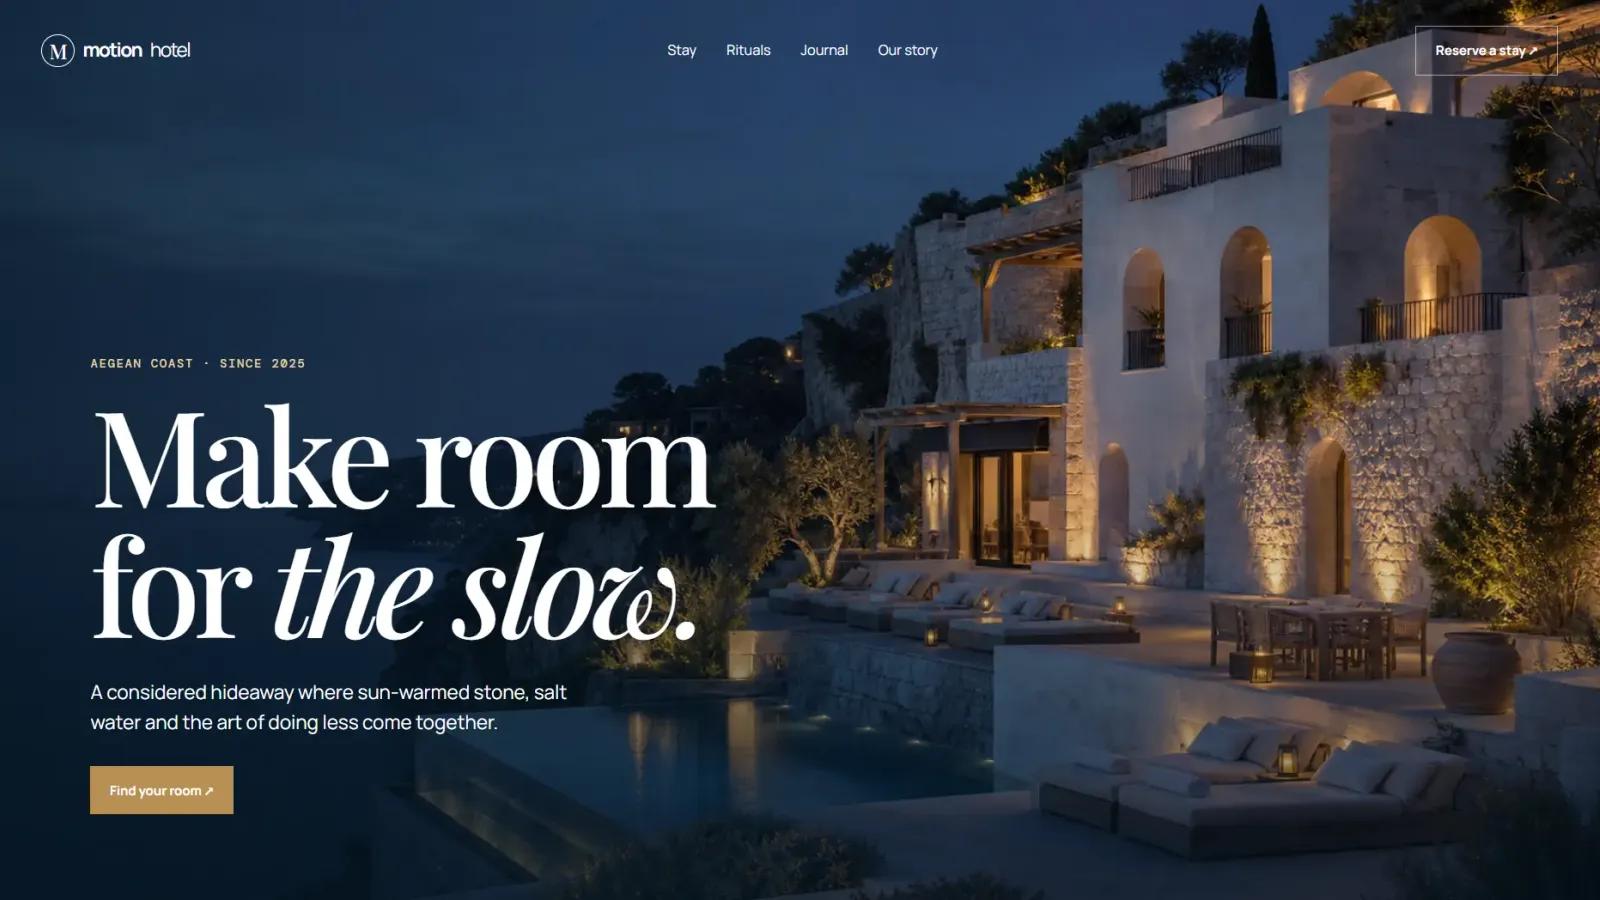 M motion hotel
Stay
Rituals
Journal
Our story
Reserve a stay ↗
AEGEAN COAST · SINCE 2025
Make room
for the slow.
A considered hideaway where sun-warmed stone, salt
water and the art of doing less come together.
Find your room ↗